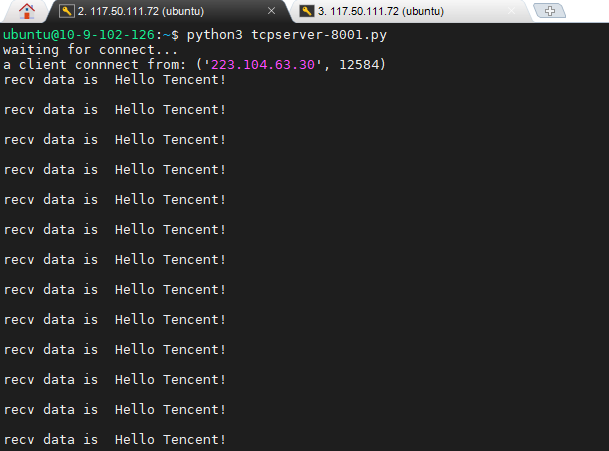 2. 117.50.111.72 (ubuntu)
3. 117.50.111.72 (ubuntu)
ubuntu@10-9-102-126:~$ python3 tcpserver-8001.py
waiting for connect...
a client connnect from: ('223.104.63.30', 12584)
recv data is  Hello Tencent!
recv data is  Hello Tencent!
recv data is  Hello Tencent!
recv data is  Hello Tencent!
recv data is  Hello Tencent!
recv data is  Hello Tencent!
recv data is  Hello Tencent!
recv data is  Hello Tencent!
recv data is  Hello Tencent!
recv data is  Hello Tencent!
recv data is  Hello Tencent!
recv data is  Hello Tencent!
recv data is  Hello Tencent!